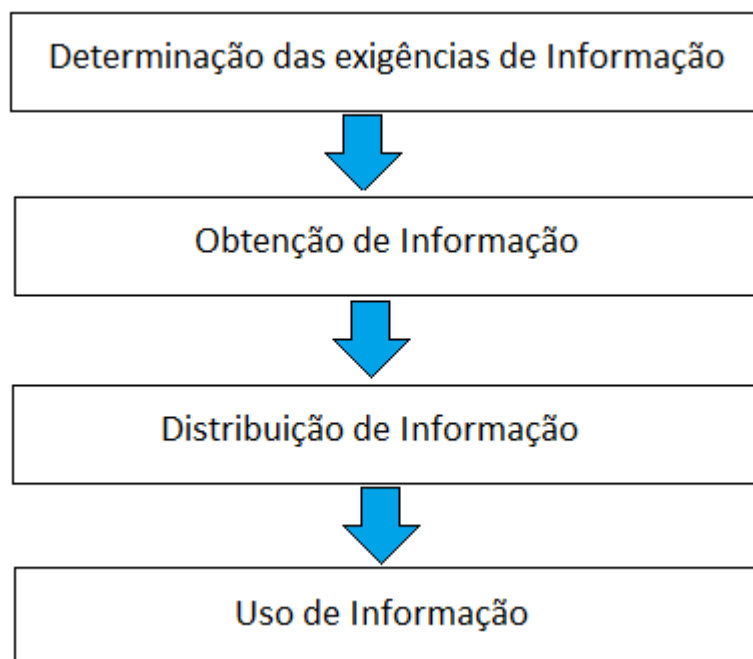 Determinação das exigências de Informação
Obtenção de Informação
Distribuição de Informação
Uso de Informação